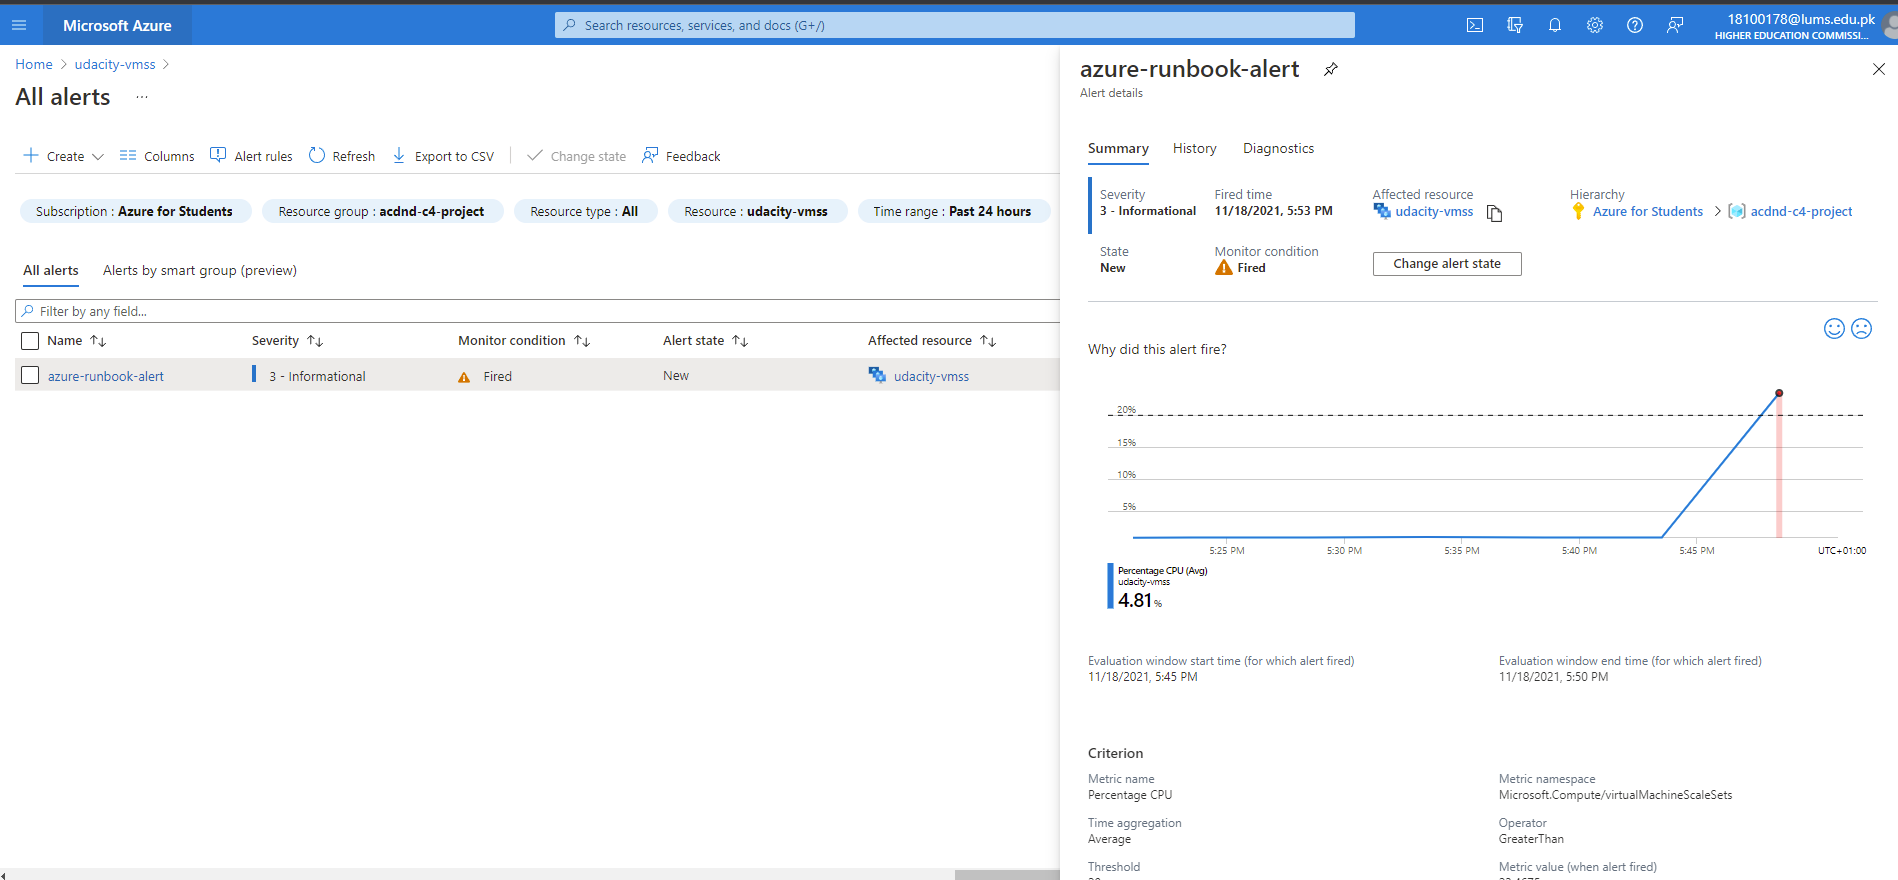 Microsoft Azure
Search resources, services, and docs (G+/)
18100178@lums.edu.pk
HIGHER EDUCATION COMMISSI...
Home > udacity-vmss >
All alerts ...
Create
Columns
Alert rules
Refresh
Export to CSV
Change state
Feedback
Subscription : Azure for Students
Resource group : acdnd-c4-project
Resource type : All
Resource : udacity-vmss
Time range : Past 24 hours
All alerts
Alerts by smart group (preview)
Filter by any field...
Name ↑↓ Severity ↑↓ Monitor condition ↑↓ Alert state ↑↓ Affected resource ↑↓
azure-runbook-alert 3 - Informational Fired New udacity-vmss
azure-runbook-alert
Alert details
Summary History Diagnostics
Severity
3 - Informational
Fired time
11/18/2021, 5:53 PM
Affected resource
udacity-vmss
Hierarchy
Azure for Students > acdnd-c4-project
State
New
Monitor condition
Fired
Change alert state
Why did this alert fire?
20%
15%
10%
5%
5:25 PM 5:30 PM 5:35 PM 5:40 PM 5:45 PM UTC+01:00
Percentage CPU (Avg)
udacity-vmss
4.81 %
Evaluation window start time (for which alert fired)
11/18/2021, 5:45 PM
Evaluation window end time (for which alert fired)
11/18/2021, 5:50 PM
Criterion
Metric name
Percentage CPU
Metric namespace
Microsoft.Compute/virtualMachineScaleSets
Time aggregation
Average
Operator
GreaterThan
Threshold
Metric value (when alert fired)